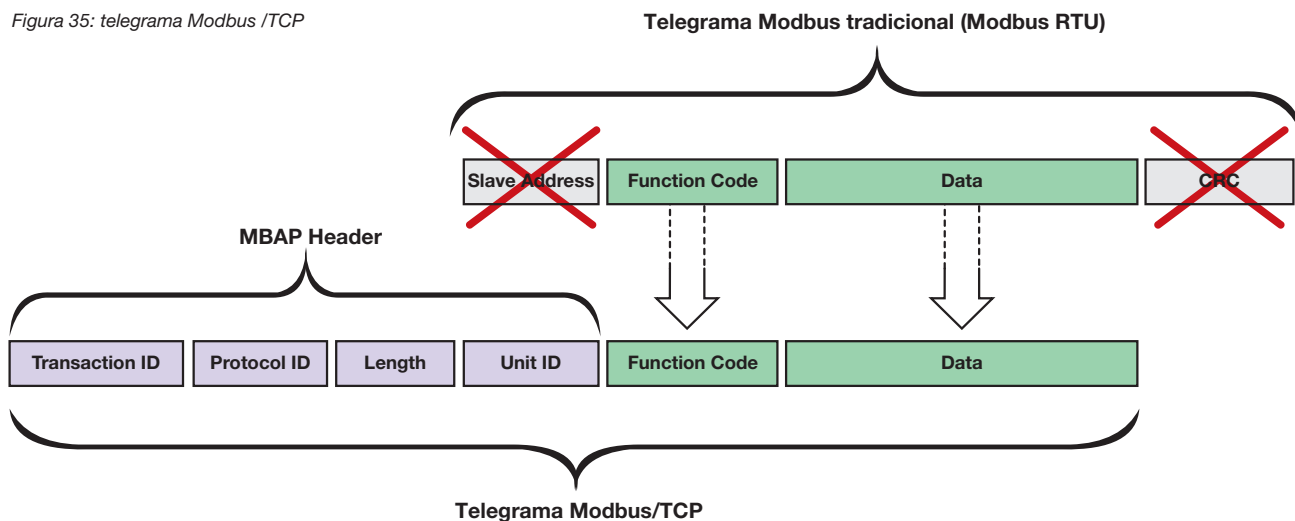 Figura 35: telegrama Modbus /TCP
Telegrama Modbus tradicional (Modbus RTU)
Slave Address Function Code Data CRC
MBAP Header
Transaction ID Protocol ID Length Unit ID Function Code Data
Telegrama Modbus/TCP